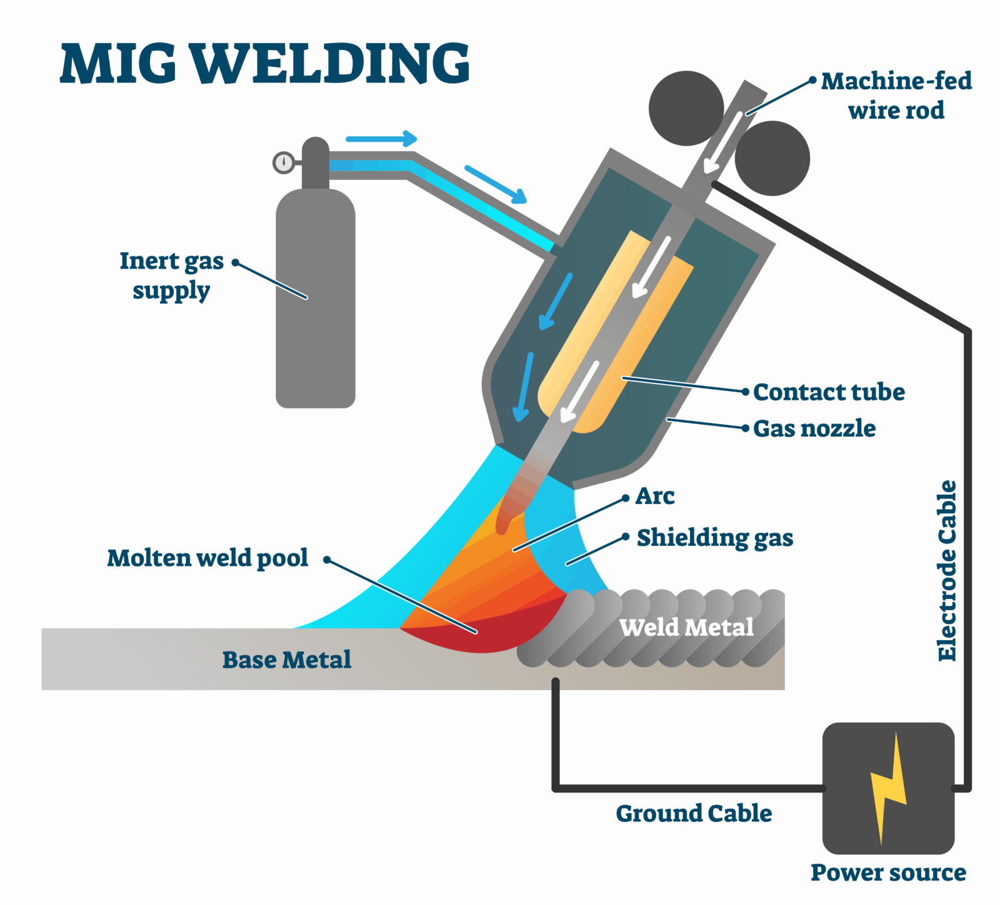 MIG WELDING
Machine-fed
wire rod
Inert gas
supply
Contact tube
Gas nozzle
Arc
Shielding gas
Molten weld pool
Electrode Cable
Weld Metal
Base Metal
Ground Cable
Power source